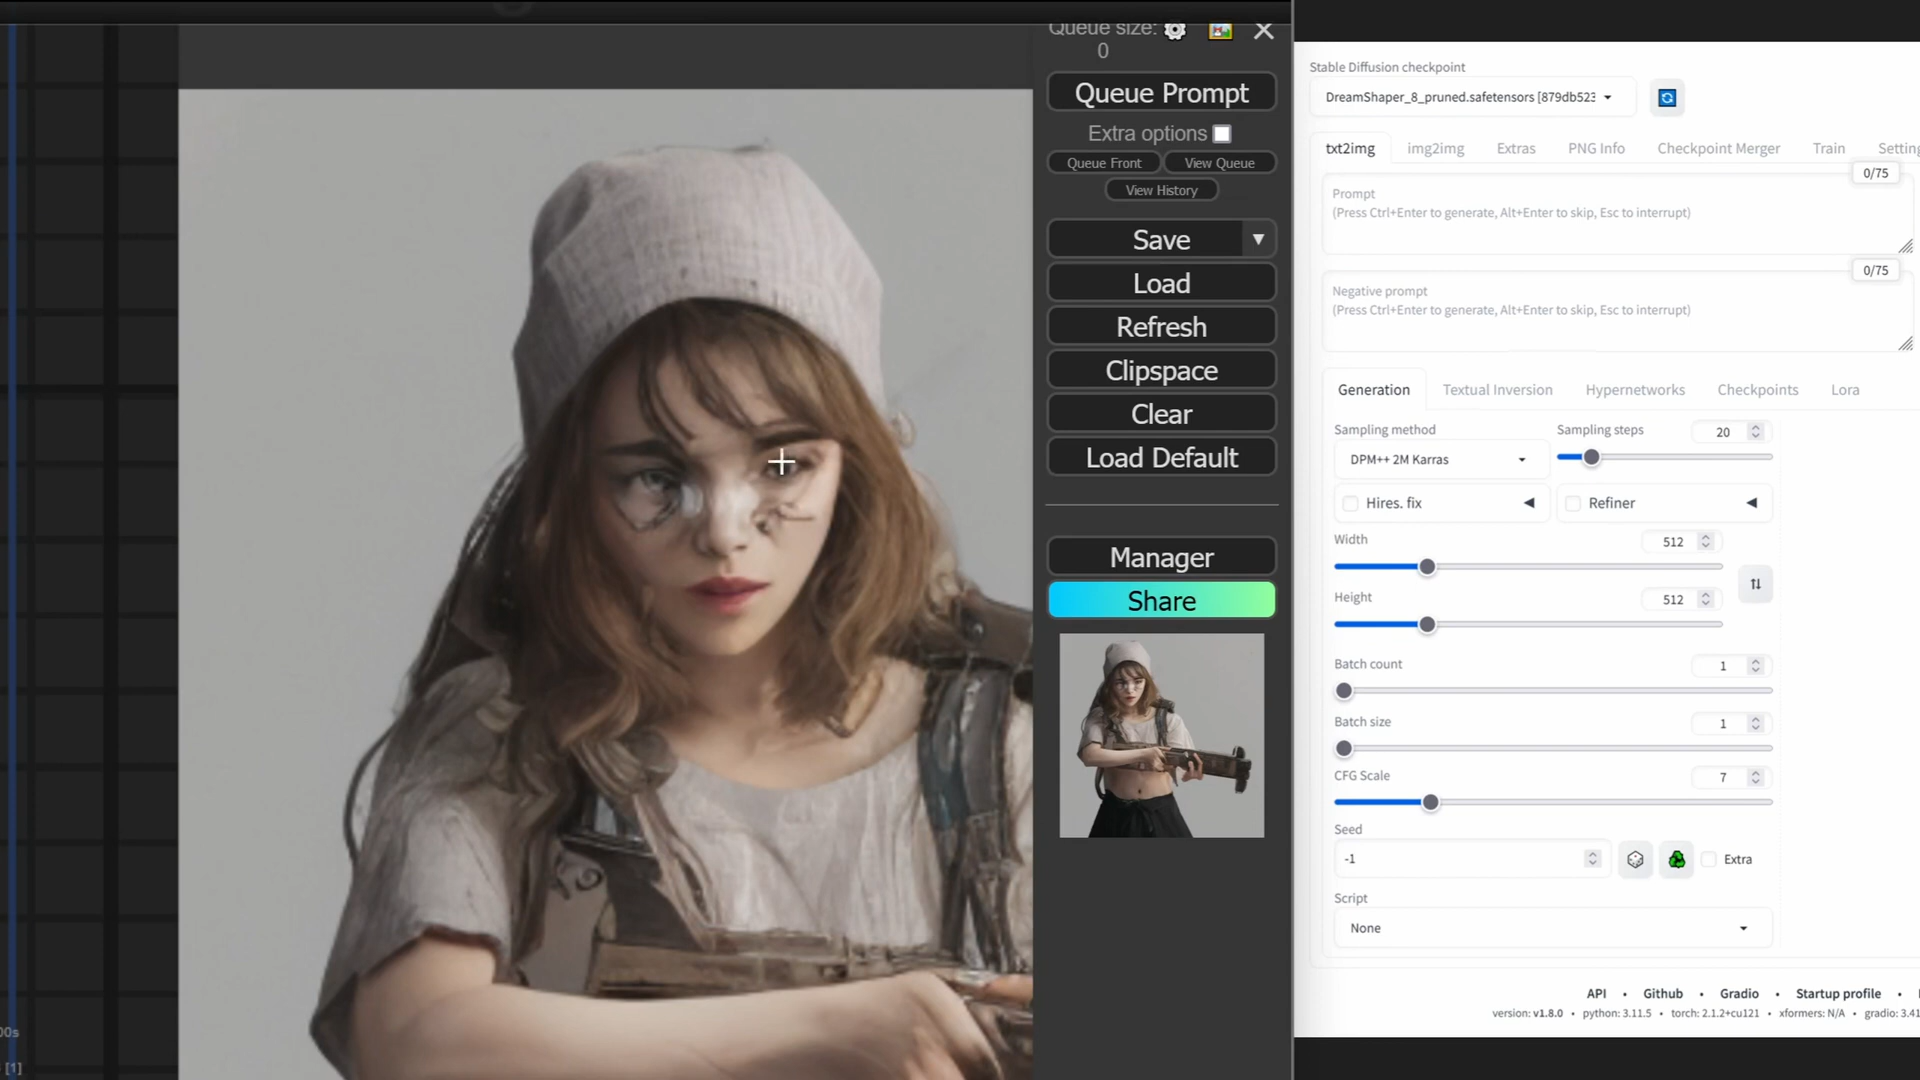 Queue size:
0
Queue Prompt
Extra options
Queue Front
View Queue
View History
Save
Load
Refresh
Clipspace
Clear
Load Default
Manager
Share
00s
[1]
Stable Diffusion checkpoint
DreamShaper_8_pruned.safetensors [879db523
txt2img
img2img
Extras
PNG Info
Checkpoint Merger
Train
Setting
0/75
Prompt
(Press Ctrl+Enter to generate, Alt+Enter to skip, Esc to interrupt)
0/75
Negative prompt
(Press Ctrl+Enter to generate, Alt+Enter to skip, Esc to interrupt)
Generation
Textual Inversion
Hypernetworks
Checkpoints
Lora
Sampling method
DPM++ 2M Karras
Sampling steps
20
Hires. fix
Refiner
Width
512
Height
512
Batch count
1
Batch size
1
CFG Scale
7
Seed
-1
Extra
Script
None
API • Github • Gradio • Startup profile •
version: v1.8.0 • python: 3.11.5 • torch: 2.1.2+cu121 • xformers: N/A • gradio: 3.41